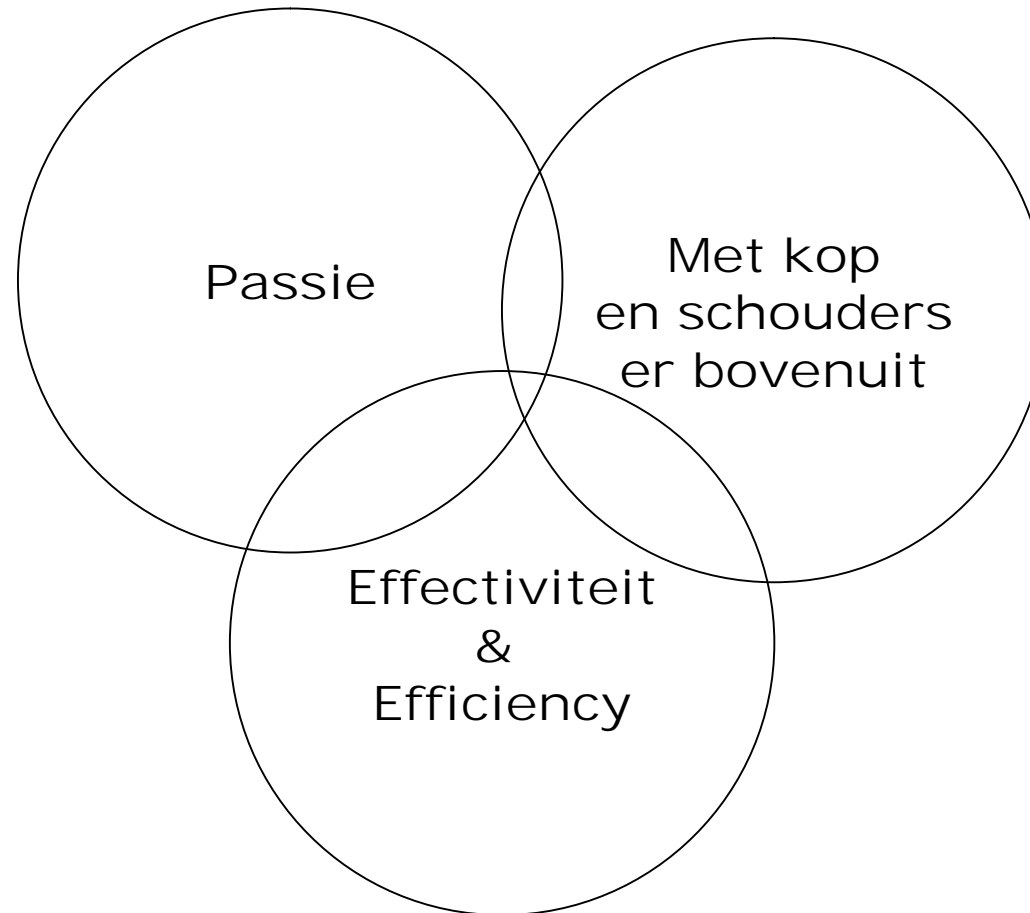 Passie
Met kop
en schouders
er bovenuit
Effectiviteit
&
Efficiency